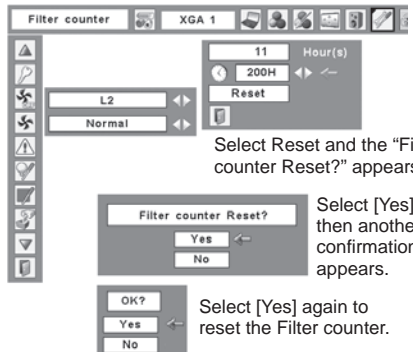 Filter counter XGA 1
11 Hour(s)
200H
Reset
L2
Normal
Select Reset and the “Fi
counter Reset?” appears
Filter counter Reset?
Yes
No
Select [Yes]
then anothe
confirmation
appears.
OK?
Yes
No
Select [Yes] again to
reset the Filter counter.